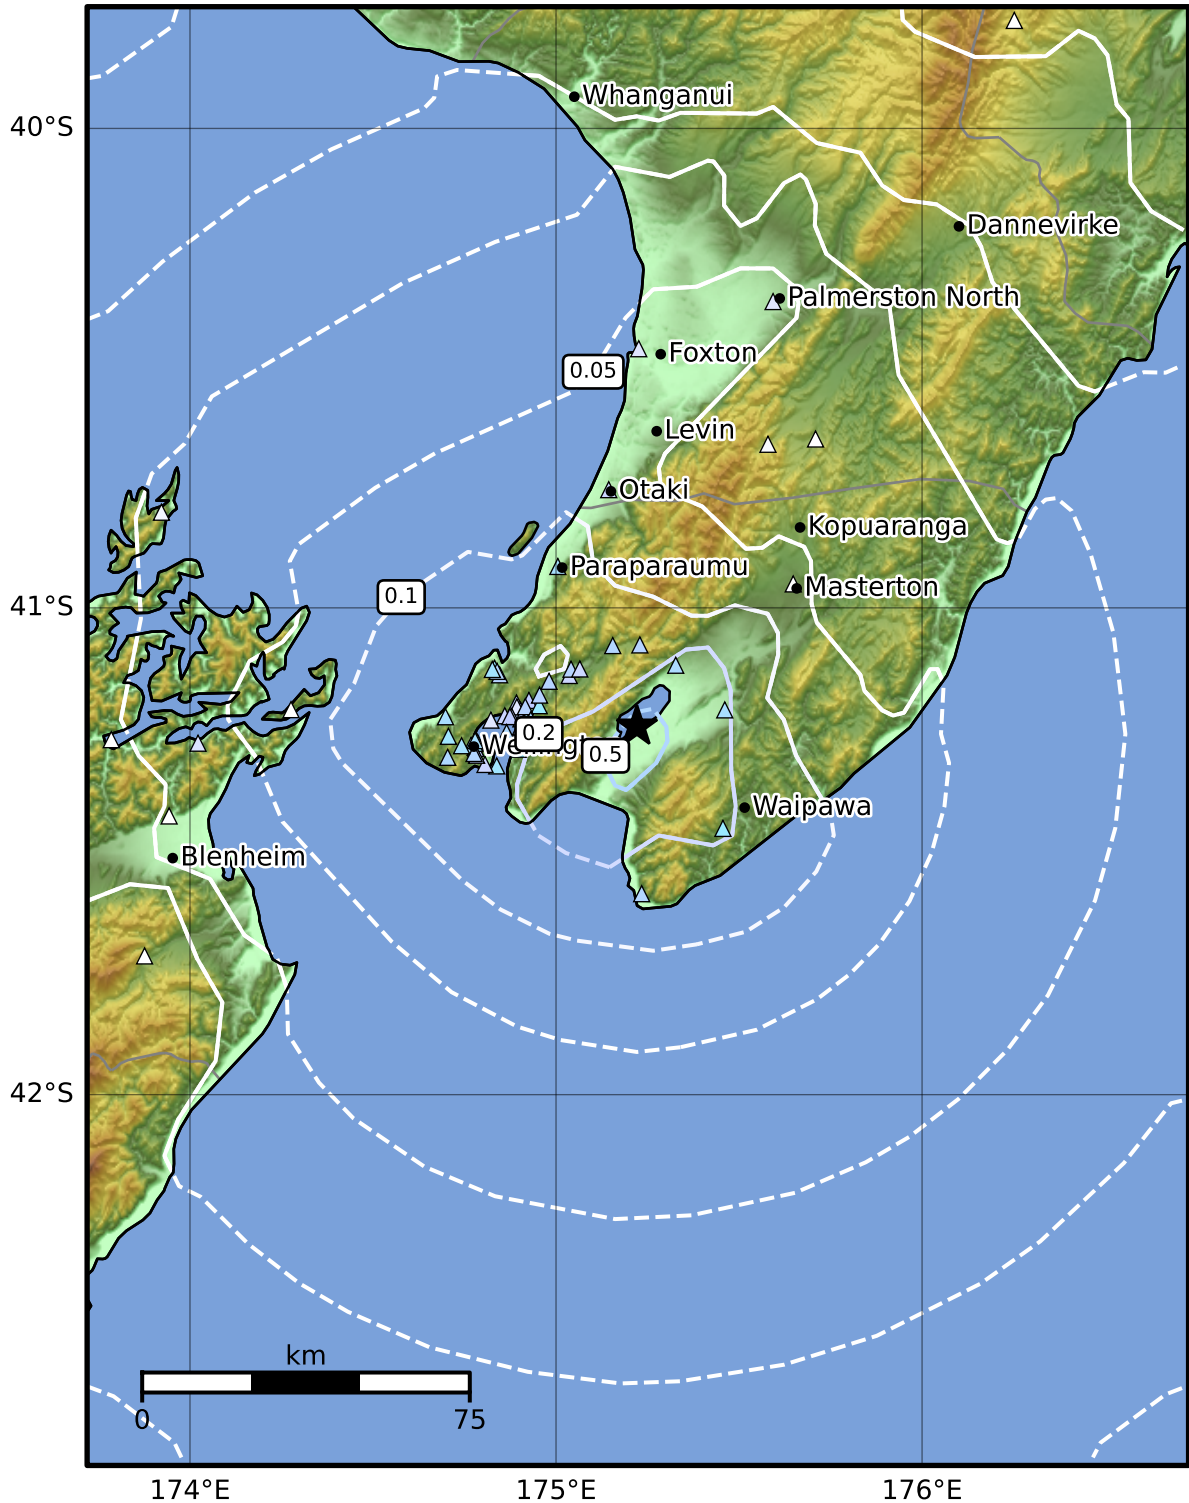 Whanganui
40°S
Dannevirke
Palmerston North
Foxton
0.05
Levin
Otaki
Kopuaranga
Paraparaumu
Masterton
0.1
41°S
0.2
0.5
Waipawa
Blenheim
42°S
km
0
75
174°E
175°E
176°E